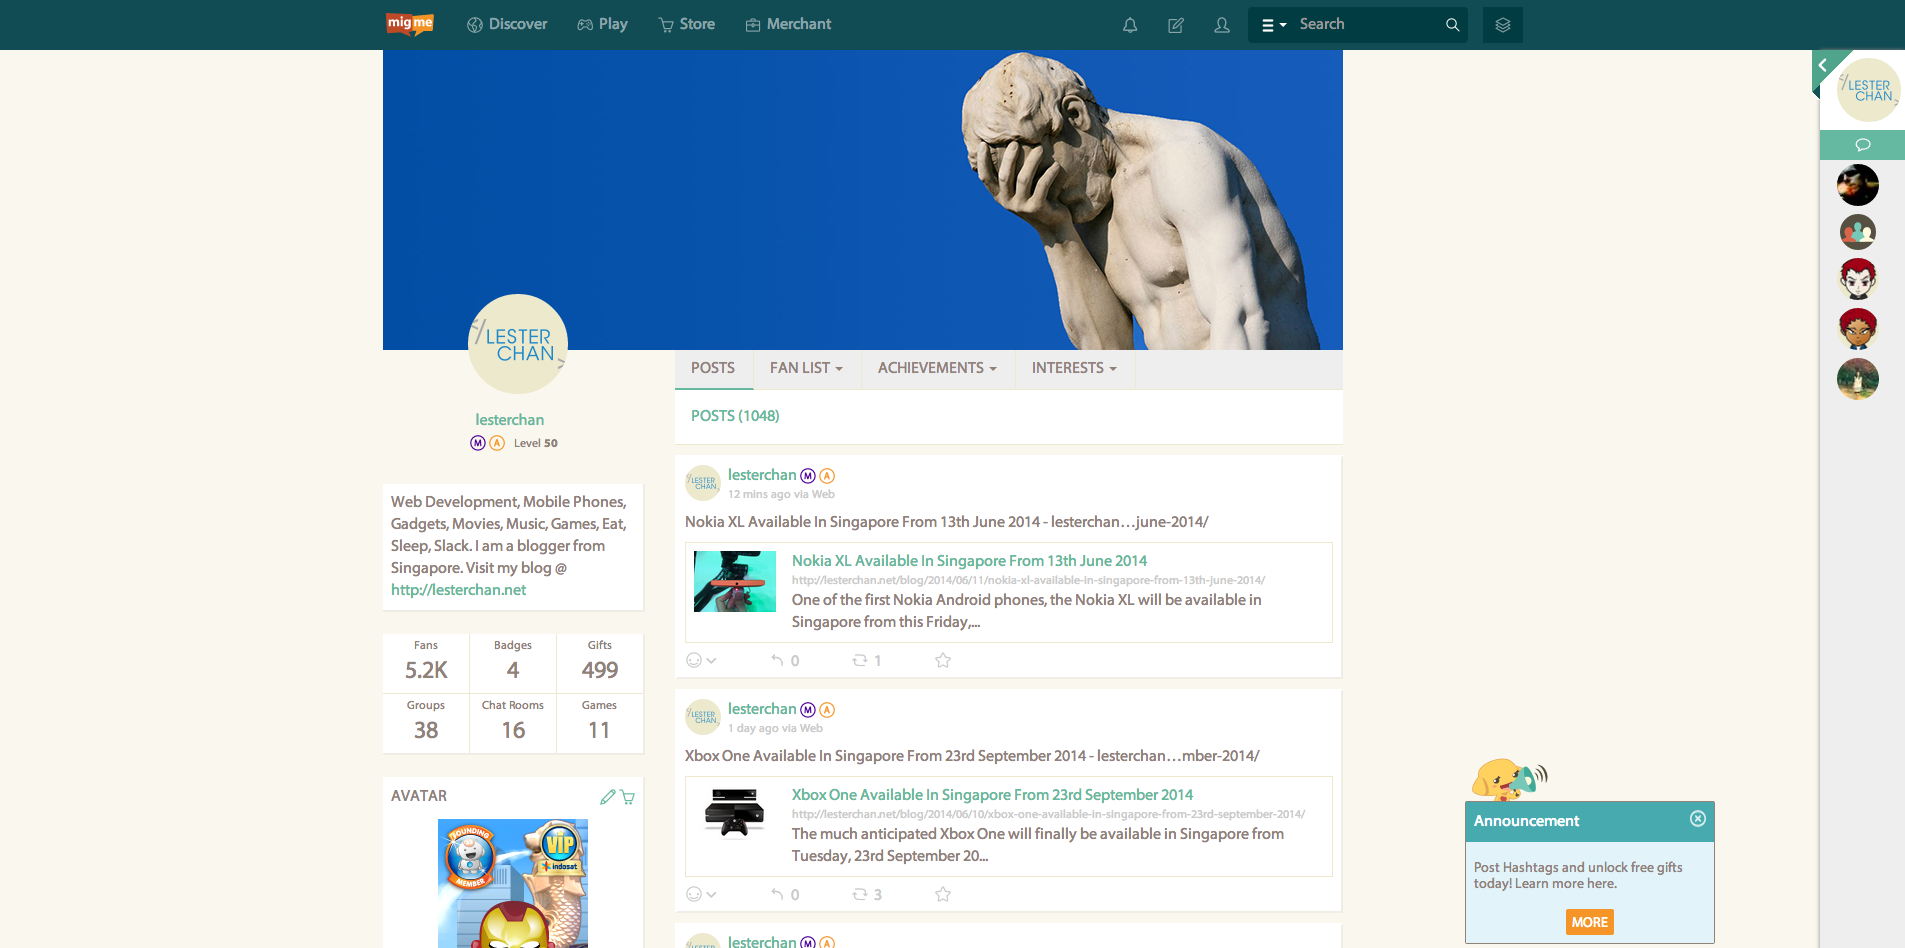 mig me
Discover
Play
Store
Merchant
Search
LESTER
CHAN
LESTER
CHAN
lesterchan
M A Level 50
Web Development, Mobile Phones,
Gadgets, Movies, Music, Games, Eat,
Sleep, Slack. I am a blogger from
Singapore. Visit my blog @
http://lesterchan.net
Fans
5.2K
Badges
4
Gifts
499
Groups
38
Chat Rooms
16
Games
11
AVATAR
FOUNDING
MEMBER
VIP
indosat
POSTS
FAN LIST
ACHIEVEMENTS
INTERESTS
POSTS (1048)
LESTER
CHAN
lesterchan M A
12 mins ago via Web
Nokia XL Available In Singapore From 13th June 2014 - lesterchan…june-2014/
Nokia XL Available In Singapore From 13th June 2014
http://lesterchan.net/blog/2014/06/11/nokia-xl-available-in-singapore-from-13th-june-2014/
One of the first Nokia Android phones, the Nokia XL will be available in
Singapore from this Friday,...
0
1
LESTER
CHAN
lesterchan M A
1 day ago via Web
Xbox One Available In Singapore From 23rd September 2014 - lesterchan…mber-2014/
Xbox One Available In Singapore From 23rd September 2014
http://lesterchan.net/blog/2014/06/10/xbox-one-available-in-singapore-from-23rd-september-2014/
The much anticipated Xbox One will finally be available in Singapore from
Tuesday, 23rd September 20...
0
3
lesterchan M A
Announcement
Post Hashtags and unlock free gifts
today! Learn more here.
MORE